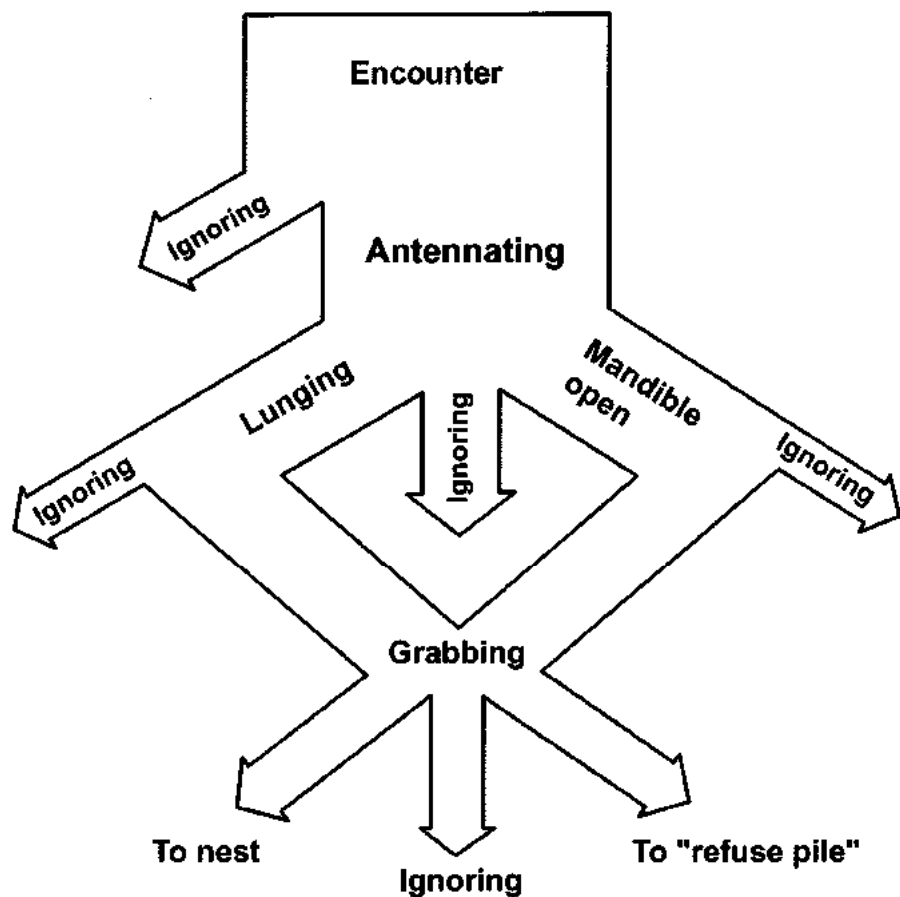 Encounter
Ignoring
Antennating
Lunging
Mandible
open
Ignoring
Ignoring
Ignoring
Grabbing
To nest
Ignoring
To "refuse pile"